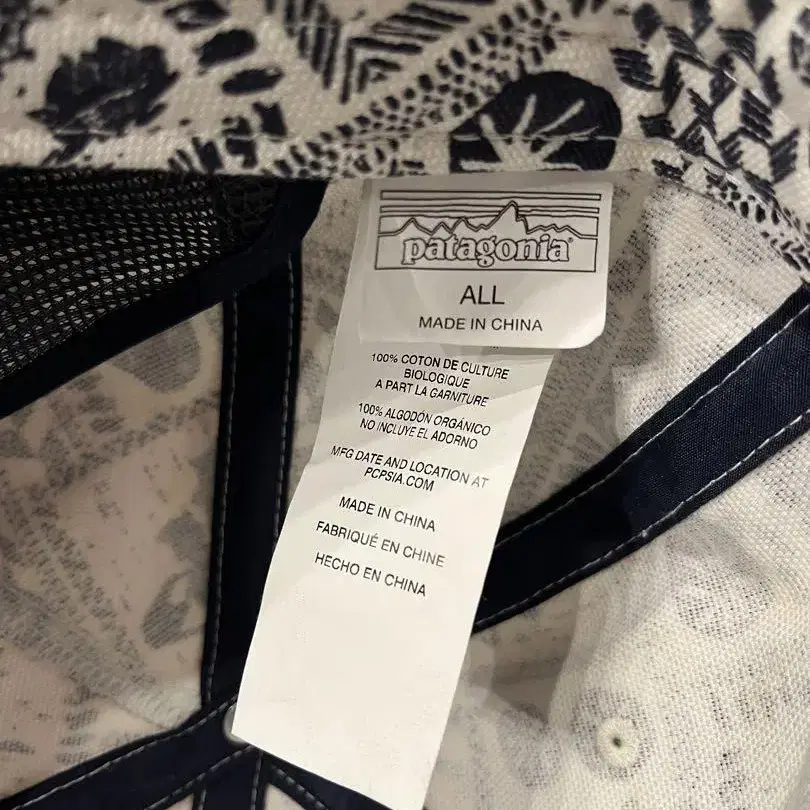 patagonia®
ALL
MADE IN CHINA
100% COTON DE CULTURE
BIOLOGIQUE
A PART LA GARNITURE
100% ALGODÓN ORGÁNICO
NO INCLUYE EL ADORNO
MFG DATE AND LOCATION AT
PCPSIA.COM
MADE IN CHINA
FABRIQUÉ EN CHINE
HECHO EN CHINA